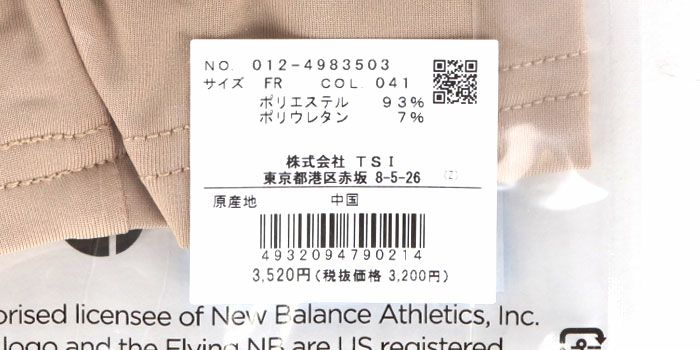 NO. 012-4983503
サイズ FR COL. 041
ポリエステル 93%
ポリウレタン 7%
株式会社 TSI
東京都港区赤坂 8-5-26 (Z)
原産地 中国
4932094790214
3,520円(税抜価格 3,200円)
orised licensee of New Balance Athletics, Inc.
logo and the Flying NB are US registered